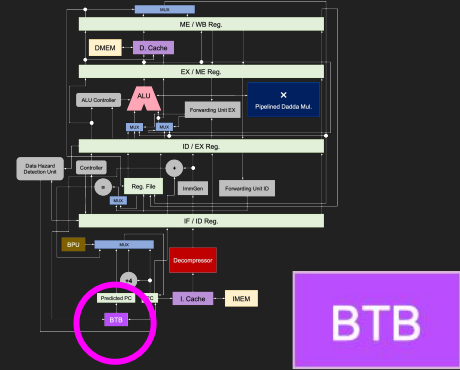 MUX
ME / WB Reg.
DMEM
D. Cache
EX / ME Reg.
ALU Controller
ALU
×
Pipelined Dadda Mul.
Forwarding Unit EX
MUX
MUX
ID / EX Reg.
Data Hazard
Detection Unit
Controller
+
=
Reg. File
ImmGen
Forwarding Unit ID
MUX
IF / ID Reg.
BPU
MUX
Decompressor
+4
Predicted PC
PC
I. Cache
IMEM
BTB
BTB